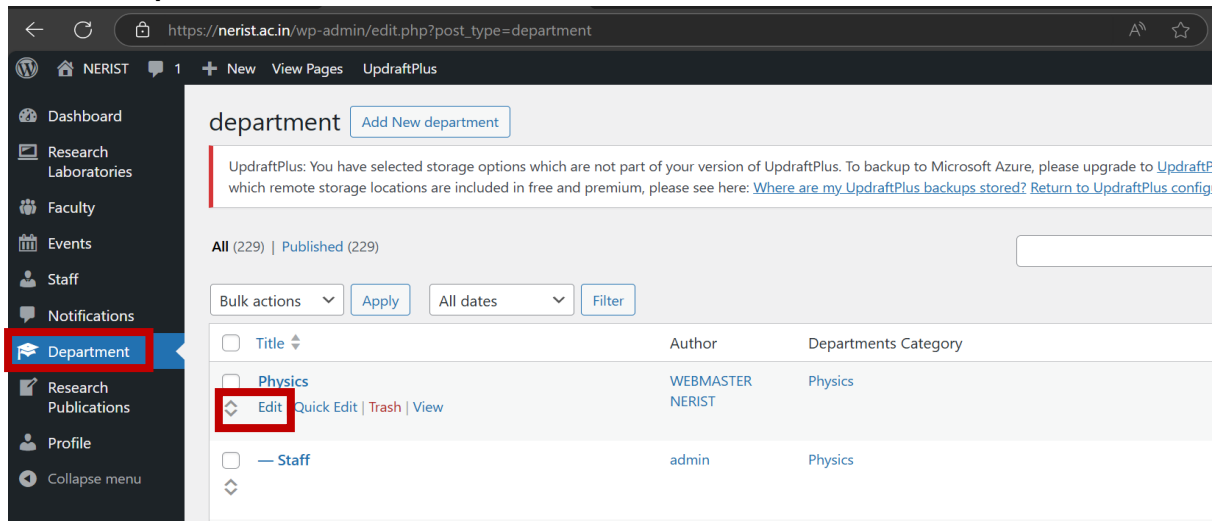 https://nerist.ac.in/wp-admin/edit.php?post_type=department
NERIST 1 + New View Pages UpdraftPlus
Dashboard
Research
Laboratories
Faculty
Events
Staff
Notifications
Department
Research
Publications
Profile
Collapse menu
department Add New department
UpdraftPlus: You have selected storage options which are not part of your version of UpdraftPlus. To backup to Microsoft Azure, please upgrade to UpdraftP
which remote storage locations are included in free and premium, please see here: Where are my UpdraftPlus backups stored? Return to UpdraftPlus config
All (229) | Published (229)
Bulk actions Apply All dates Filter
Title Author Departments Category
Physics WEBMASTER Physics
NERIST
Edit Quick Edit | Trash | View
— Staff admin Physics